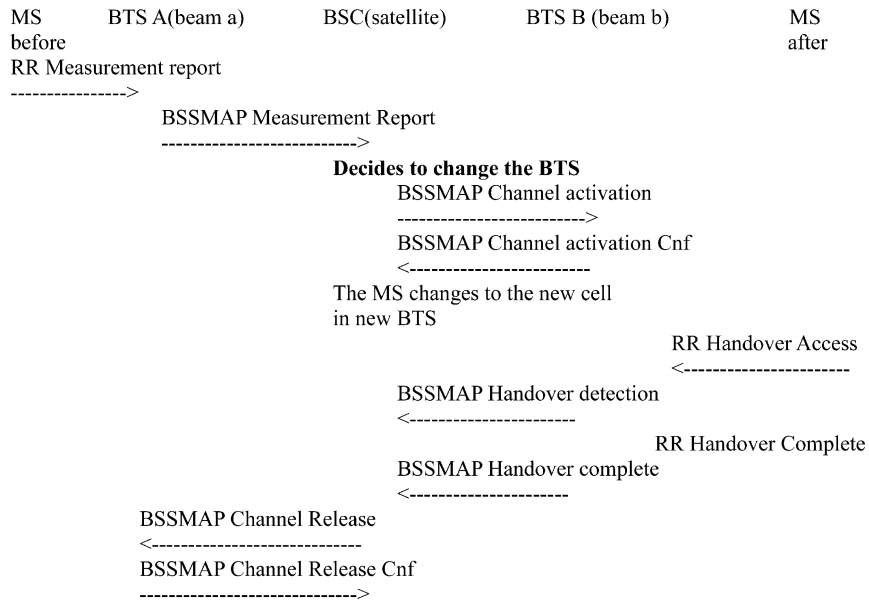 MS BTS A(beam a) BSC(satellite) BTS B (beam b) MS
before after
RR Measurement report
---------------->
BSSMAP Measurement Report
--------------------------->
Decides to change the BTS
BSSMAP Channel activation
-------------------------->
BSSMAP Channel activation Cnf
<-------------------------
The MS changes to the new cell
in new BTS
RR Handover Access
<-----------------------
BSSMAP Handover detection
<-----------------------
RR Handover Complete
BSSMAP Handover complete
<----------------------
BSSMAP Channel Release
<-----------------------------
BSSMAP Channel Release Cnf
------------------------------>